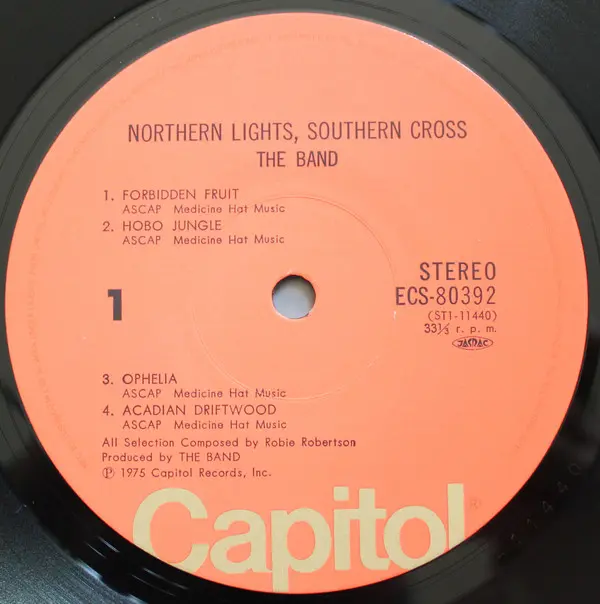 NORTHERN LIGHTS, SOUTHERN CROSS
THE BAND
1. FORBIDDEN FRUIT
ASCAP Medicine Hat Music
2. HOBO JUNGLE
ASCAP Medicine Hat Music
STEREO
ECS-80392
(ST1-11440)
33⅓ r. p. m.
JASRAC
1
3. OPHELIA
ASCAP Medicine Hat Music
4. ACADIAN DRIFTWOOD
ASCAP Medicine Hat Music
All Selection Composed by Robie Robertson
Produced by THE BAND
℗ 1975 Capitol Records, Inc.
Capitol®